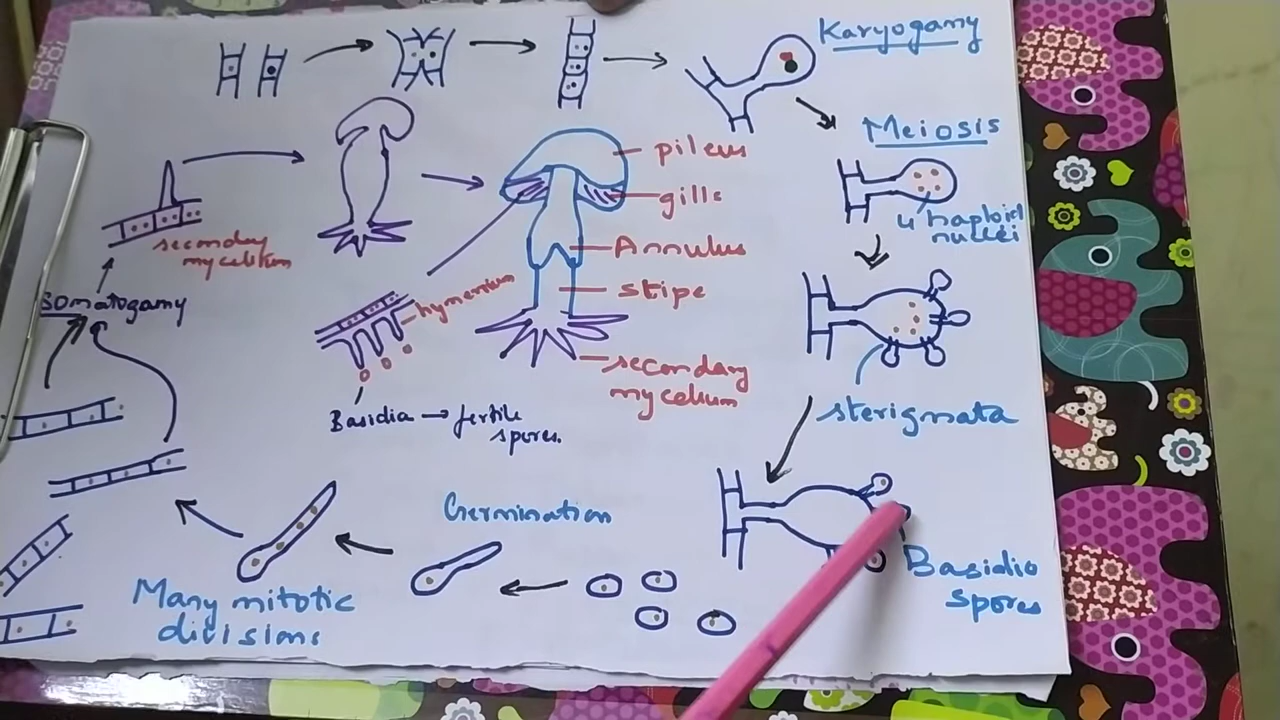 Karyogamy
Meiosis
pileus
gills
4 haploid
nuclei
Annulus
secondary
mycelium
stipe
somatogamy
hymenium
secondary
mycelium
sterigmata
Basidia → fertile
spores.
Germination
Basidio
spores
Many mitotic
divisions